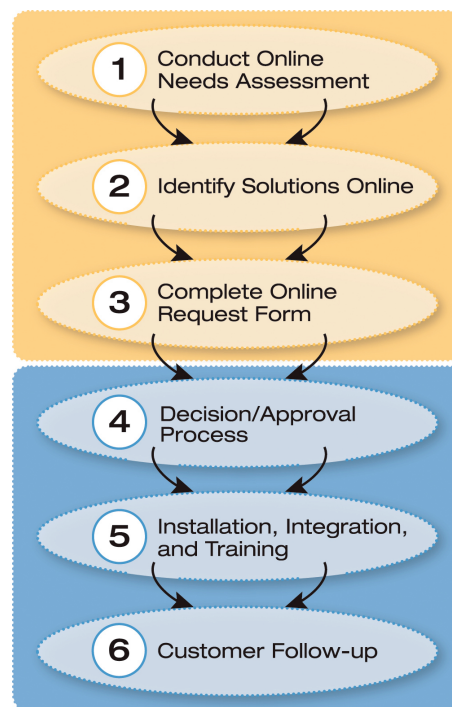 1
Conduct Online
Needs Assessment
2
Identify Solutions Online
3
Complete Online
Request Form
4
Decision/Approval
Process
5
Installation, Integration,
and Training
6
Customer Follow-up